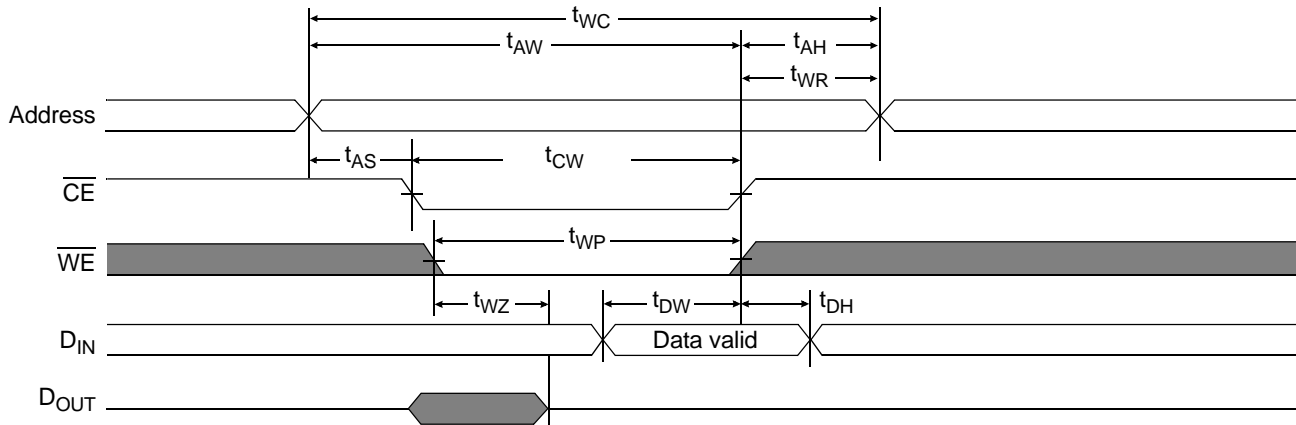 tWC
tAW tAH
tWR
Address
tAS tCW
CE
tWP
WE
tWZ tDW tDH
DIN Data valid
DOUT